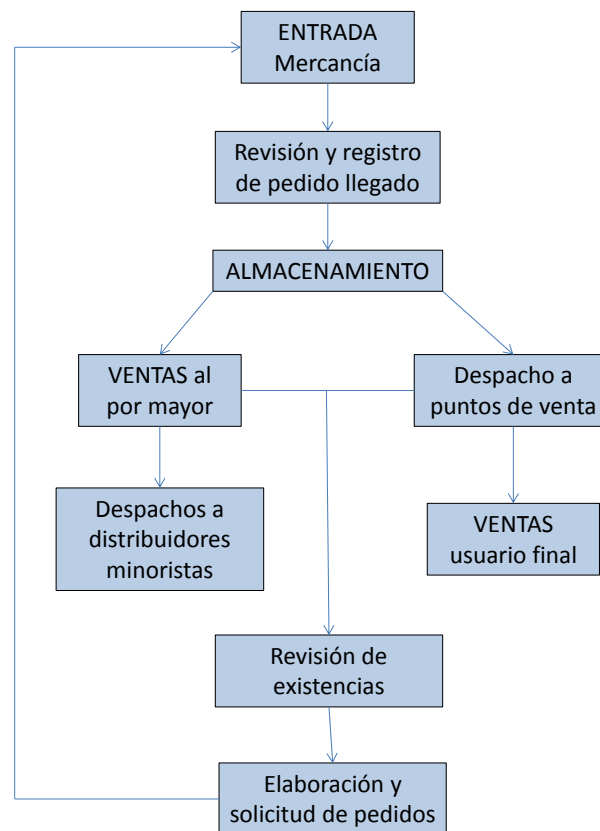 ENTRADA
Mercancía
Revisión y registro
de pedido llegado
ALMACENAMIENTO
VENTAS al
por mayor
Despacho a
puntos de venta
Despachos a
distribuidores
minoristas
VENTAS
usuario final
Revisión de
existencias
Elaboración y
solicitud de pedidos